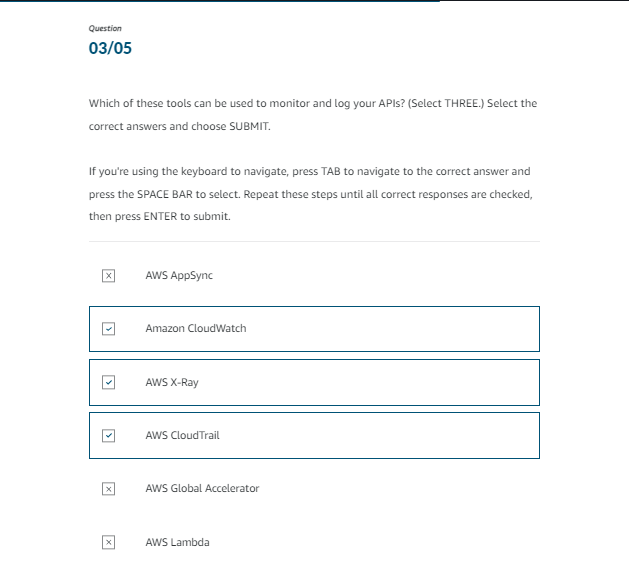 Question
03/05
Which of these tools can be used to monitor and log your APIs? (Select THREE.) Select the
correct answers and choose SUBMIT.
If you're using the keyboard to navigate, press TAB to navigate to the correct answer and
press the SPACE BAR to select. Repeat these steps until all correct responses are checked,
then press ENTER to submit.
AWS AppSync
Amazon CloudWatch
AWS X-Ray
AWS CloudTrail
AWS Global Accelerator
AWS Lambda